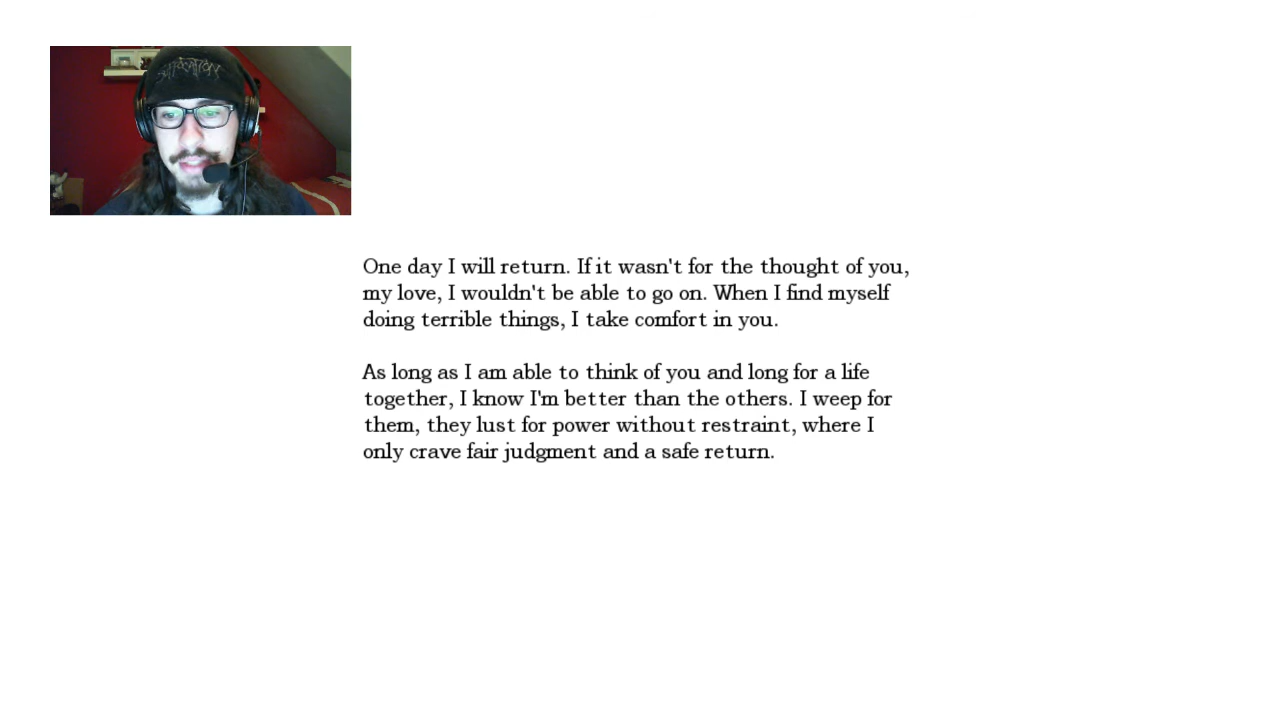 SUFFOCATION
One day I will return. If it wasn't for the thought of you,
my love, I wouldn't be able to go on. When I find myself
doing terrible things, I take comfort in you.
As long as I am able to think of you and long for a life
together, I know I'm better than the others. I weep for
them, they lust for power without restraint, where I
only crave fair judgment and a safe return.